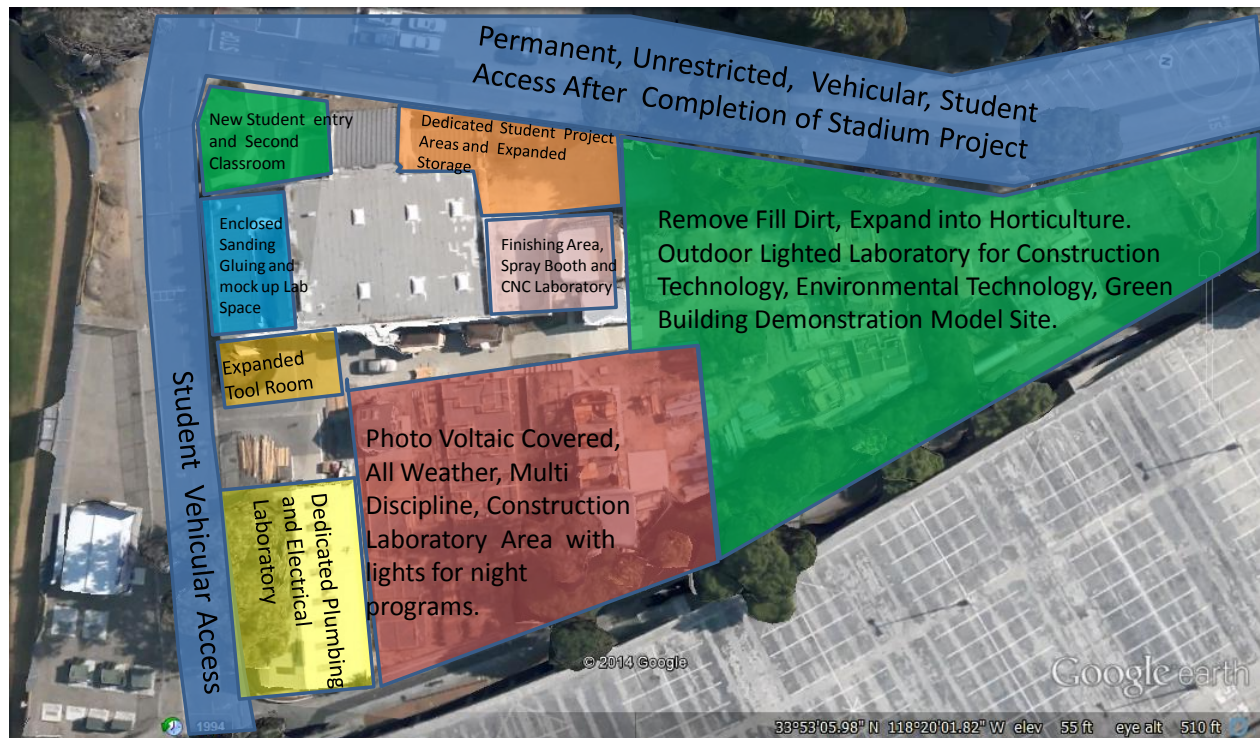 Permanent, Unrestricted, Vehicular, Student
Access After Completion of Stadium Project
STOP
New Student entry
and Second
Classroom
Dedicated Student Project
Areas and Expanded
Storage
Enclosed
Sanding
Gluing and
mock up Lab
Space
Finishing Area,
Spray Booth and
CNC Laboratory
Remove Fill Dirt, Expand into Horticulture.
Outdoor Lighted Laboratory for Construction
Technology, Environmental Technology, Green
Building Demonstration Model Site.
Expanded
Tool Room
Student Vehicular Access
Photo Voltaic Covered,
All Weather, Multi
Discipline, Construction
Laboratory Area with
lights for night
programs.
Dedicated Plumbing
and Electrical
Laboratory
© 2014 Google
Google earth
1994
33°53'05.98" N 118°20'01.82" W elev 55 ft eye alt 510 ft
N